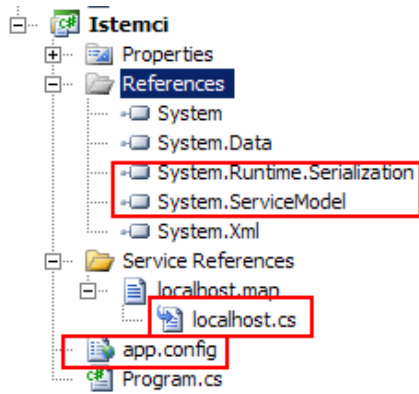 Istemci
Properties
References
System
System.Data
System.Runtime.Serialization
System.ServiceModel
System.Xml
Service References
localhost.map
localhost.cs
app.config
Program.cs